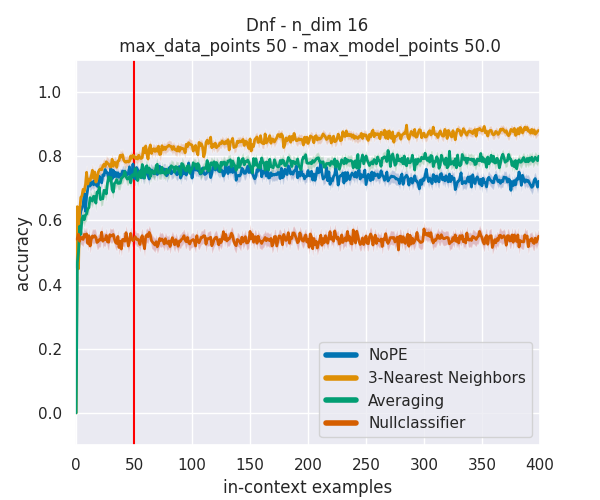 Dnf - n_dim 16
max_data_points 50 - max_model_points 50.0
accuracy
1.0
0.8
0.6
0.4
0.2
0.0
0 50 100 150 200 250 300 350 400
in-context examples
NoPE
3-Nearest Neighbors
Averaging
Nullclassifier